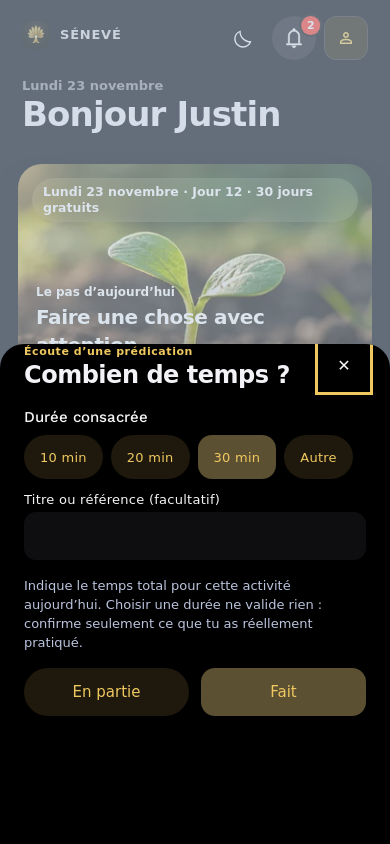 SÉNEVÉ
2
Lundi 23 novembre
Bonjour Justin
Lundi 23 novembre · Jour 12 · 30 jours
gratuits
Le pas d’aujourd’hui
Faire une chose avec
attention
Écoute d’une prédication
Combien de temps ?
×
Durée consacrée
10 min
20 min
30 min
Autre
Titre ou référence (facultatif)
Indique le temps total pour cette activité
aujourd’hui. Choisir une durée ne valide rien :
confirme seulement ce que tu as réellement
pratiqué.
En partie
Fait